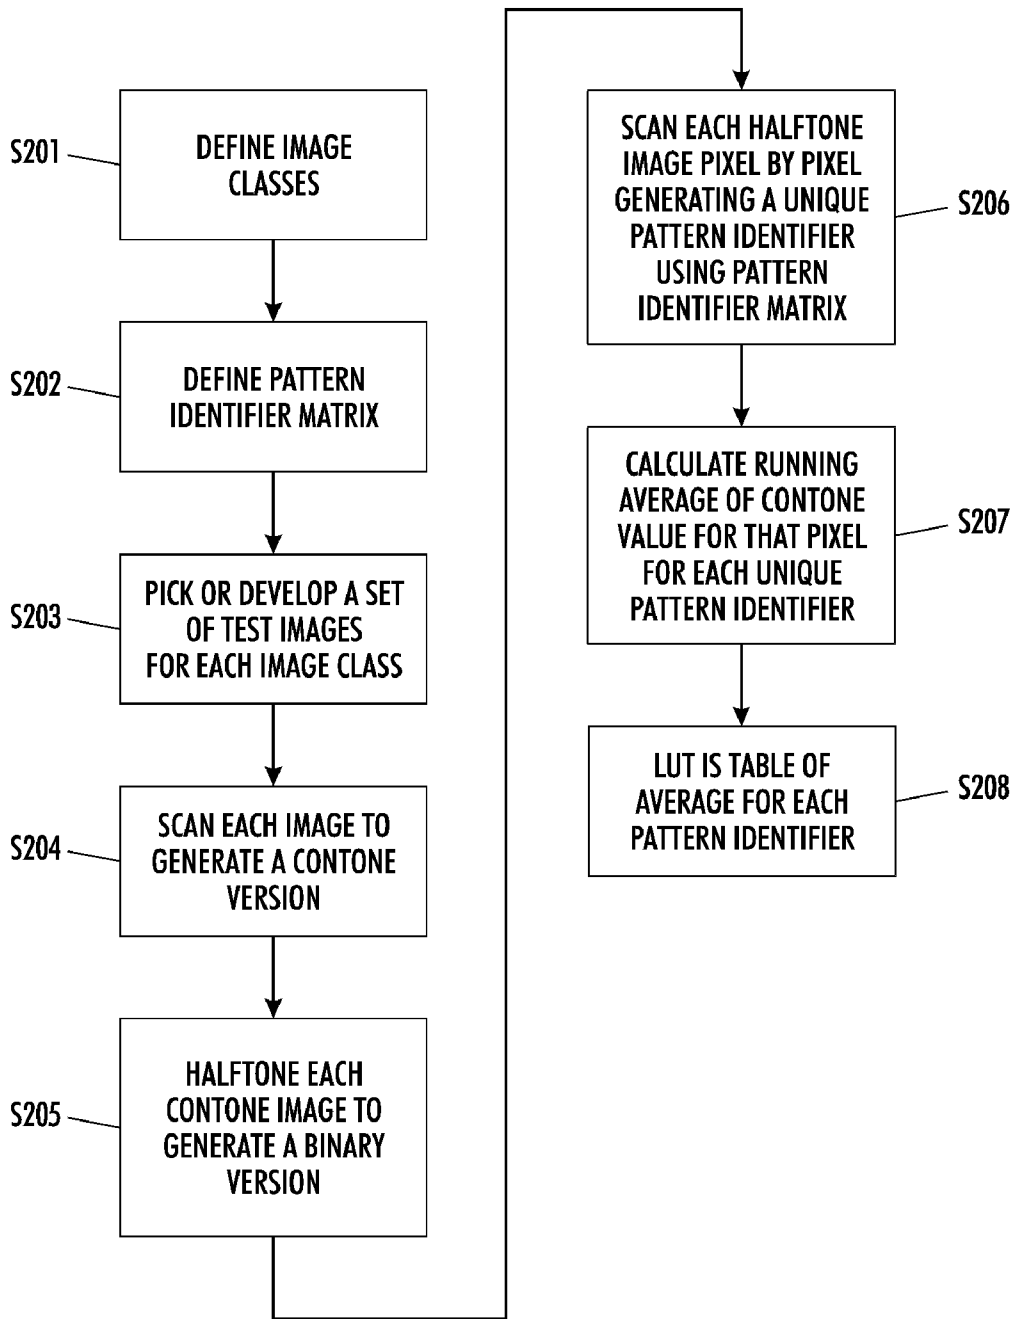 S201
DEFINE IMAGE
CLASSES
S202
DEFINE PATTERN
IDENTIFIER MATRIX
S203
PICK OR DEVELOP A SET
OF TEST IMAGES
FOR EACH IMAGE CLASS
S204
SCAN EACH IMAGE TO
GENERATE A CONTONE
VERSION
S205
HALFTONE EACH
CONTONE IMAGE TO
GENERATE A BINARY
VERSION
SCAN EACH HALFTONE
IMAGE PIXEL BY PIXEL
GENERATING A UNIQUE
PATTERN IDENTIFIER
USING PATTERN
IDENTIFIER MATRIX
S206
CALCULATE RUNNING
AVERAGE OF CONTONE
VALUE FOR THAT PIXEL
FOR EACH UNIQUE
PATTERN IDENTIFIER
S207
LUT IS TABLE OF
AVERAGE FOR EACH
PATTERN IDENTIFIER
S208